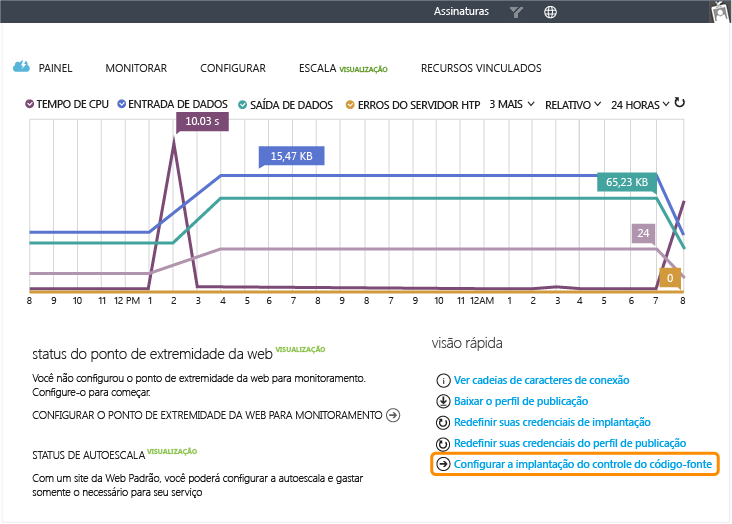 Assinaturas
PAINEL MONITORAR CONFIGURAR ESCALA VISUALIZAÇÃO RECURSOS VINCULADOS
TEMPO DE CPU ENTRADA DE DADOS SAÍDA DE DADOS ERROS DO SERVIDOR HTP 3 MAIS RELATIVO 24 HORAS
10.03 s
15,47 KB
65,23 KB
24
0
8 9 10 11 12 PM 1 2 3 4 5 6 7 8 9 8 9 10 11 12AM 1 2 3 4 5 6 7 8
status do ponto de extremidade da web VISUALIZAÇÃO
Você não configurou o ponto de extremidade da web para monitoramento.
Configure-o para começar.
CONFIGURAR O PONTO DE EXTREMIDADE DA WEB PARA MONITORAMENTO
STATUS DE AUTOESCALA VISUALIZAÇÃO
Com um site da Web Padrão, você poderá configurar a autoescala e gastar
somente o necessário para seu serviço
visão rápida
Ver cadeias de caracteres de conexão
Baixar o perfil de publicação
Redefinir suas credenciais de implantação
Redefinir suas credenciais do perfil de publicação
Configurar a implantação do controle do código-fonte